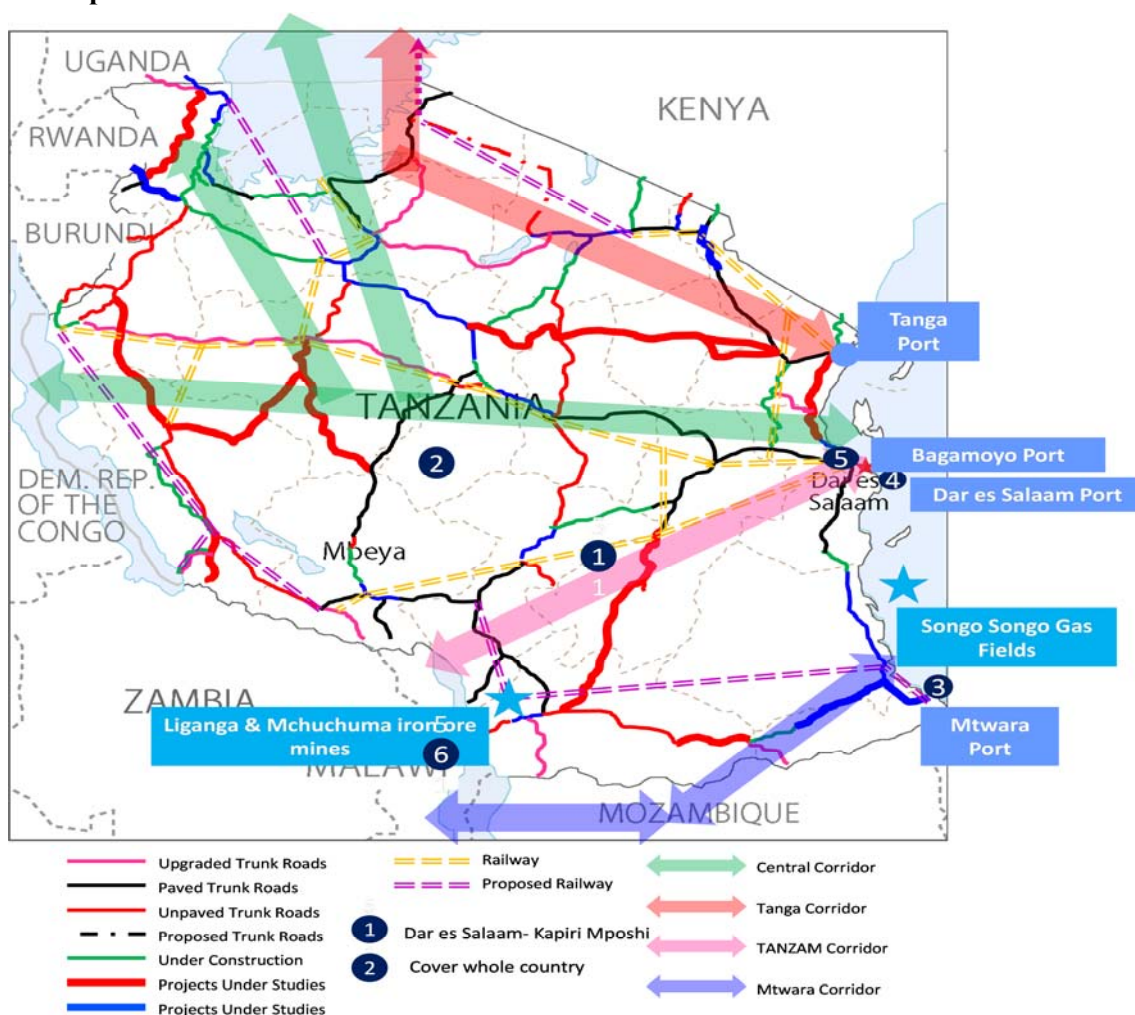 UGANDA
KENYA
RWANDA
BURUNDI
Tanga
Port
TANZANIA
2
5
Bagamoyo Port
DEM. REP.
OF THE
CONGO
Dar es
Salaam
4
Dar es Salaam Port
Mbeya
1
1
Songo Songo Gas
Fields
ZAMBIA
3
Liganga & Mchuchuma iron ore
mines
5
6
Mtwara
Port
MALAWI
MOZAMBIQUE
Upgraded Trunk Roads
Paved Trunk Roads
Unpaved Trunk Roads
Proposed Trunk Roads
Under Construction
Projects Under Studies
Projects Under Studies
Railway
Proposed Railway
1 Dar es Salaam- Kapiri Mposhi
2 Cover whole country
Central Corridor
Tanga Corridor
TANZAM Corridor
Mtwara Corridor